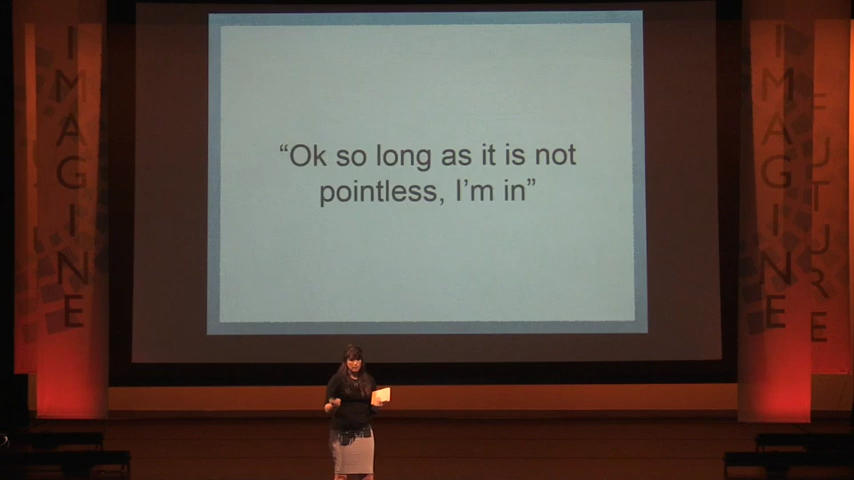 “Ok so long as it is not
pointless, I’m in”
IMAGINE
IMAGINE
FUTURE